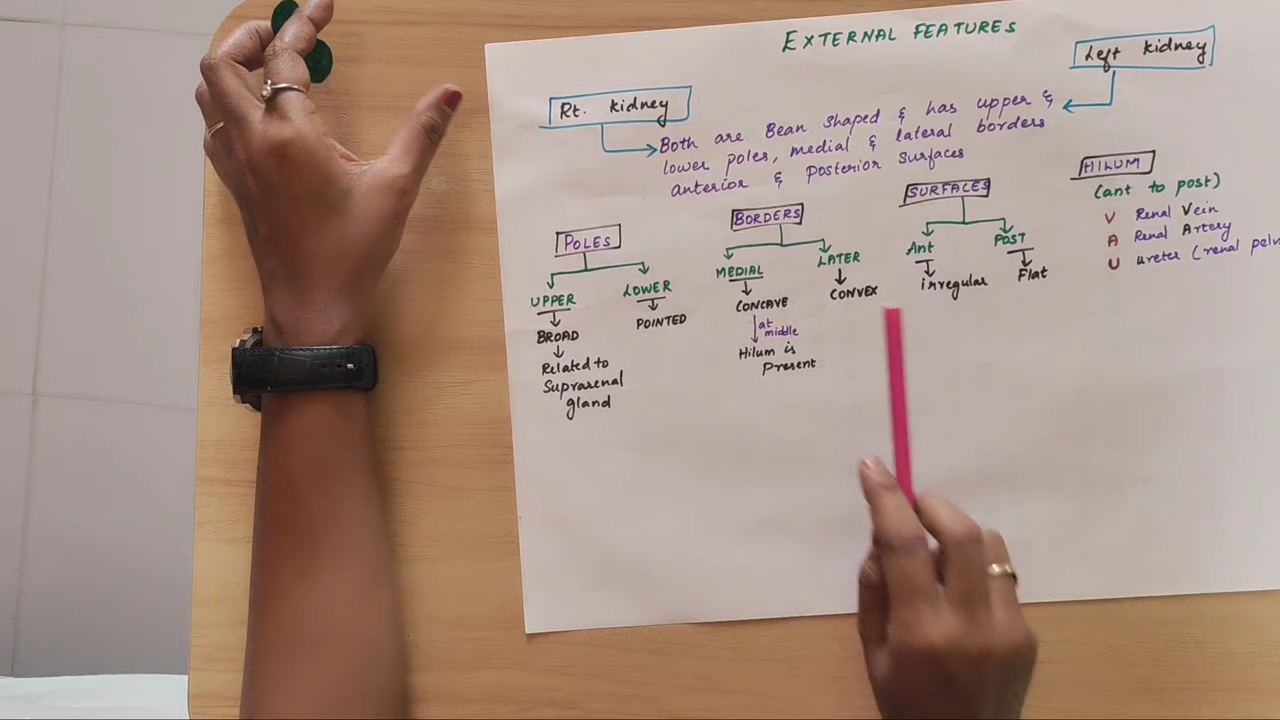 EXTERNAL FEATURES
Rt. kidney
Left kidney
Both are Bean shaped & has upper &
lower poles, medial & lateral borders
anterior & posterior surfaces
POLES
UPPER
BROAD
Related to
Suprarenal
gland
LOWER
POINTED
BORDERS
MEDIAL
CONCAVE
at
middle
Hilum is
Present
LATER
CONVEX
SURFACES
Ant
irregular
POST
Flat
HILUM
(ant to post)
V Renal Vein
A Renal Artery
U ureter (renal